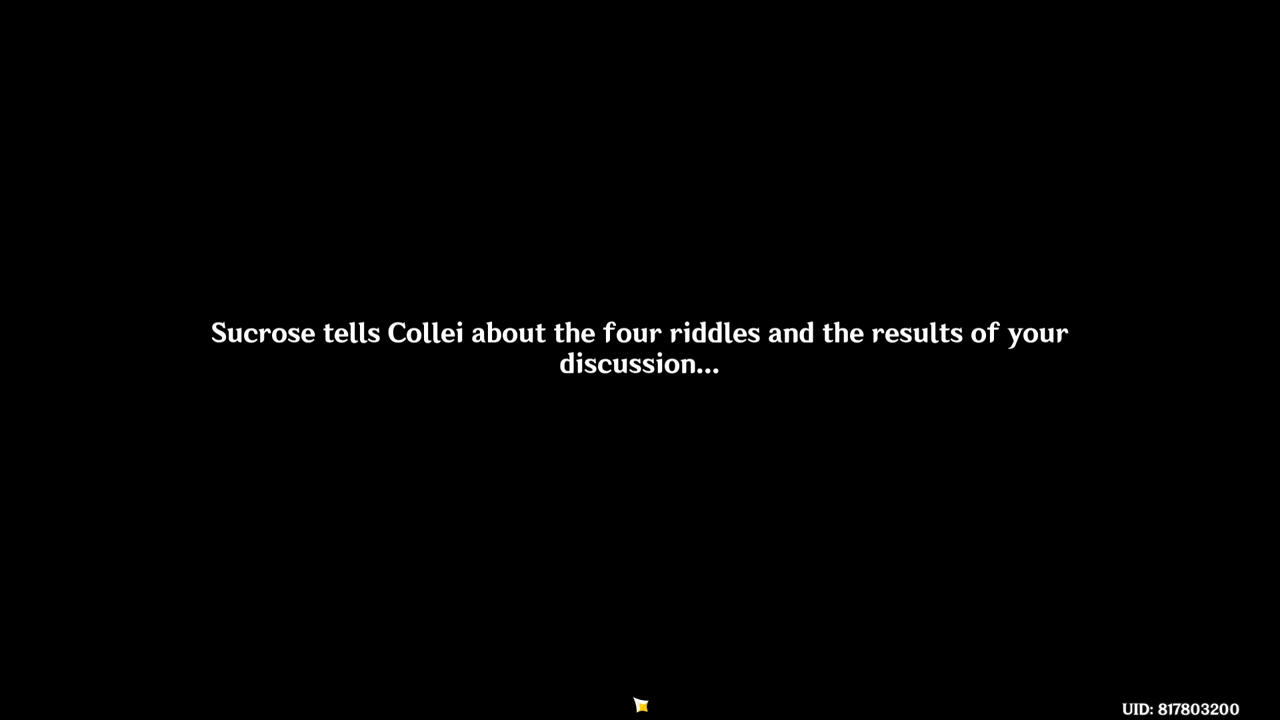 Sucrose tells Collei about the four riddles and the results of your
discussion...
UID: 817803200